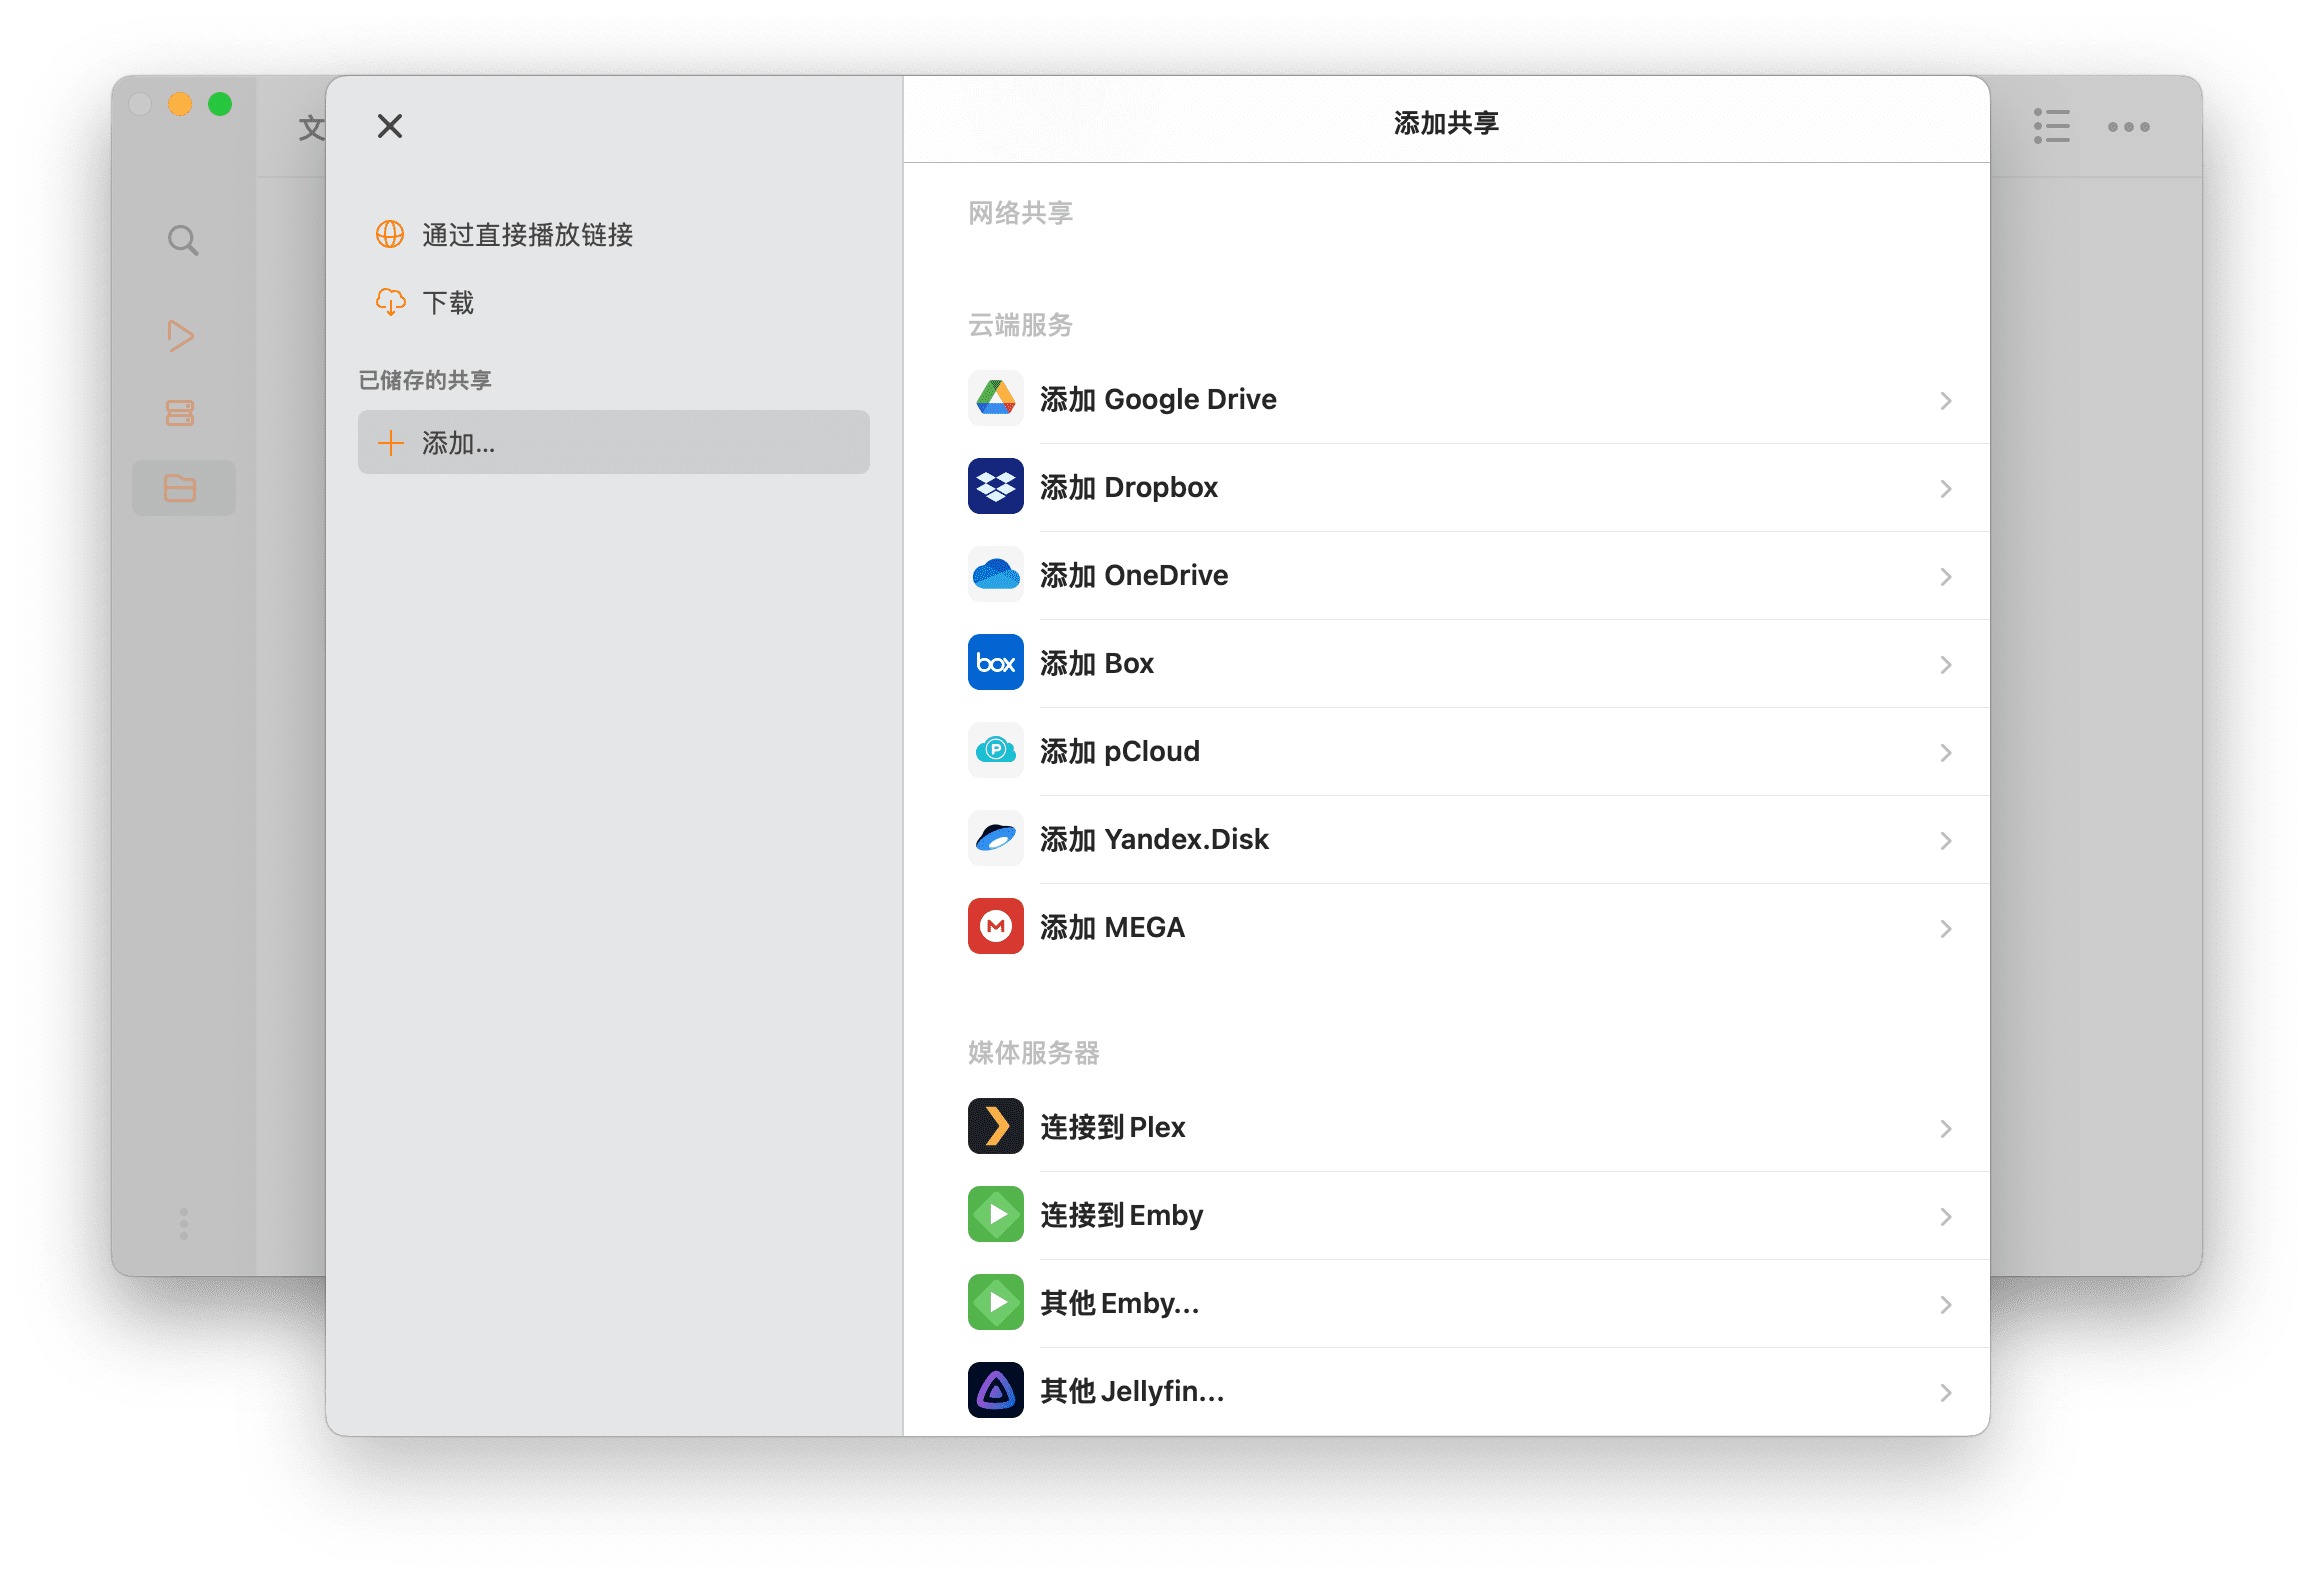 文
添加共享
通过直接播放链接
下载
已储存的共享
添加...
网络共享
云端服务
添加 Google Drive
添加 Dropbox
添加 OneDrive
box
添加 Box
P
添加 pCloud
添加 Yandex.Disk
M
添加 MEGA
媒体服务器
连接到 Plex
连接到 Emby
其他 Emby...
其他 Jellyfin...